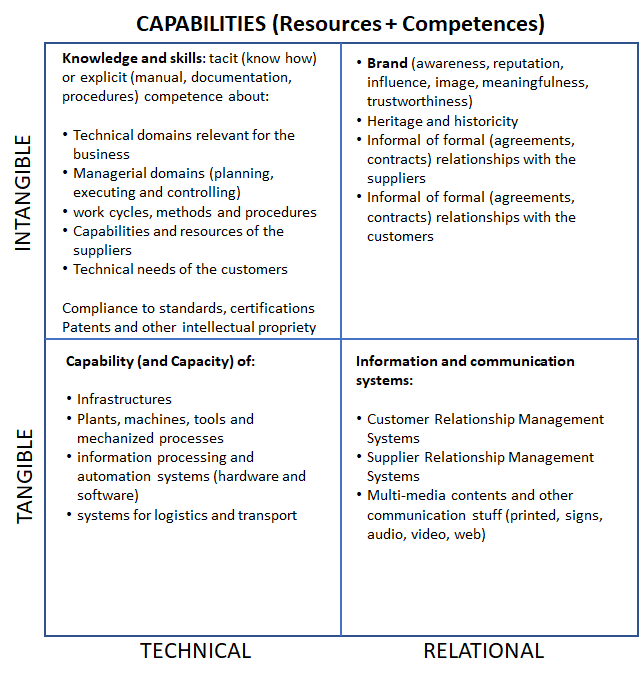 CAPABILITIES (Resources + Competences)
INTANGIBLE
Knowledge and skills: tacit (know how)
or explicit (manual, documentation,
procedures) competence about:
• Technical domains relevant for the
business
• Managerial domains (planning,
executing and controlling)
• work cycles, methods and procedures
• Capabilities and resources of the
suppliers
• Technical needs of the customers
Compliance to standards, certifications
Patents and other intellectual propriety
• Brand (awareness, reputation,
influence, image, meaningfulness,
trustworthiness)
• Heritage and historicity
• Informal of formal (agreements,
contracts) relationships with the
suppliers
• Informal of formal (agreements,
contracts) relationships with the
customers
TANGIBLE
Capability (and Capacity) of:
• Infrastructures
• Plants, machines, tools and
mechanized processes
• information processing and
automation systems (hardware and
software)
• systems for logistics and transport
Information and communication
systems:
• Customer Relationship Management
Systems
• Supplier Relationship Management
Systems
• Multi-media contents and other
communication stuff (printed, signs,
audio, video, web)
TECHNICAL
RELATIONAL